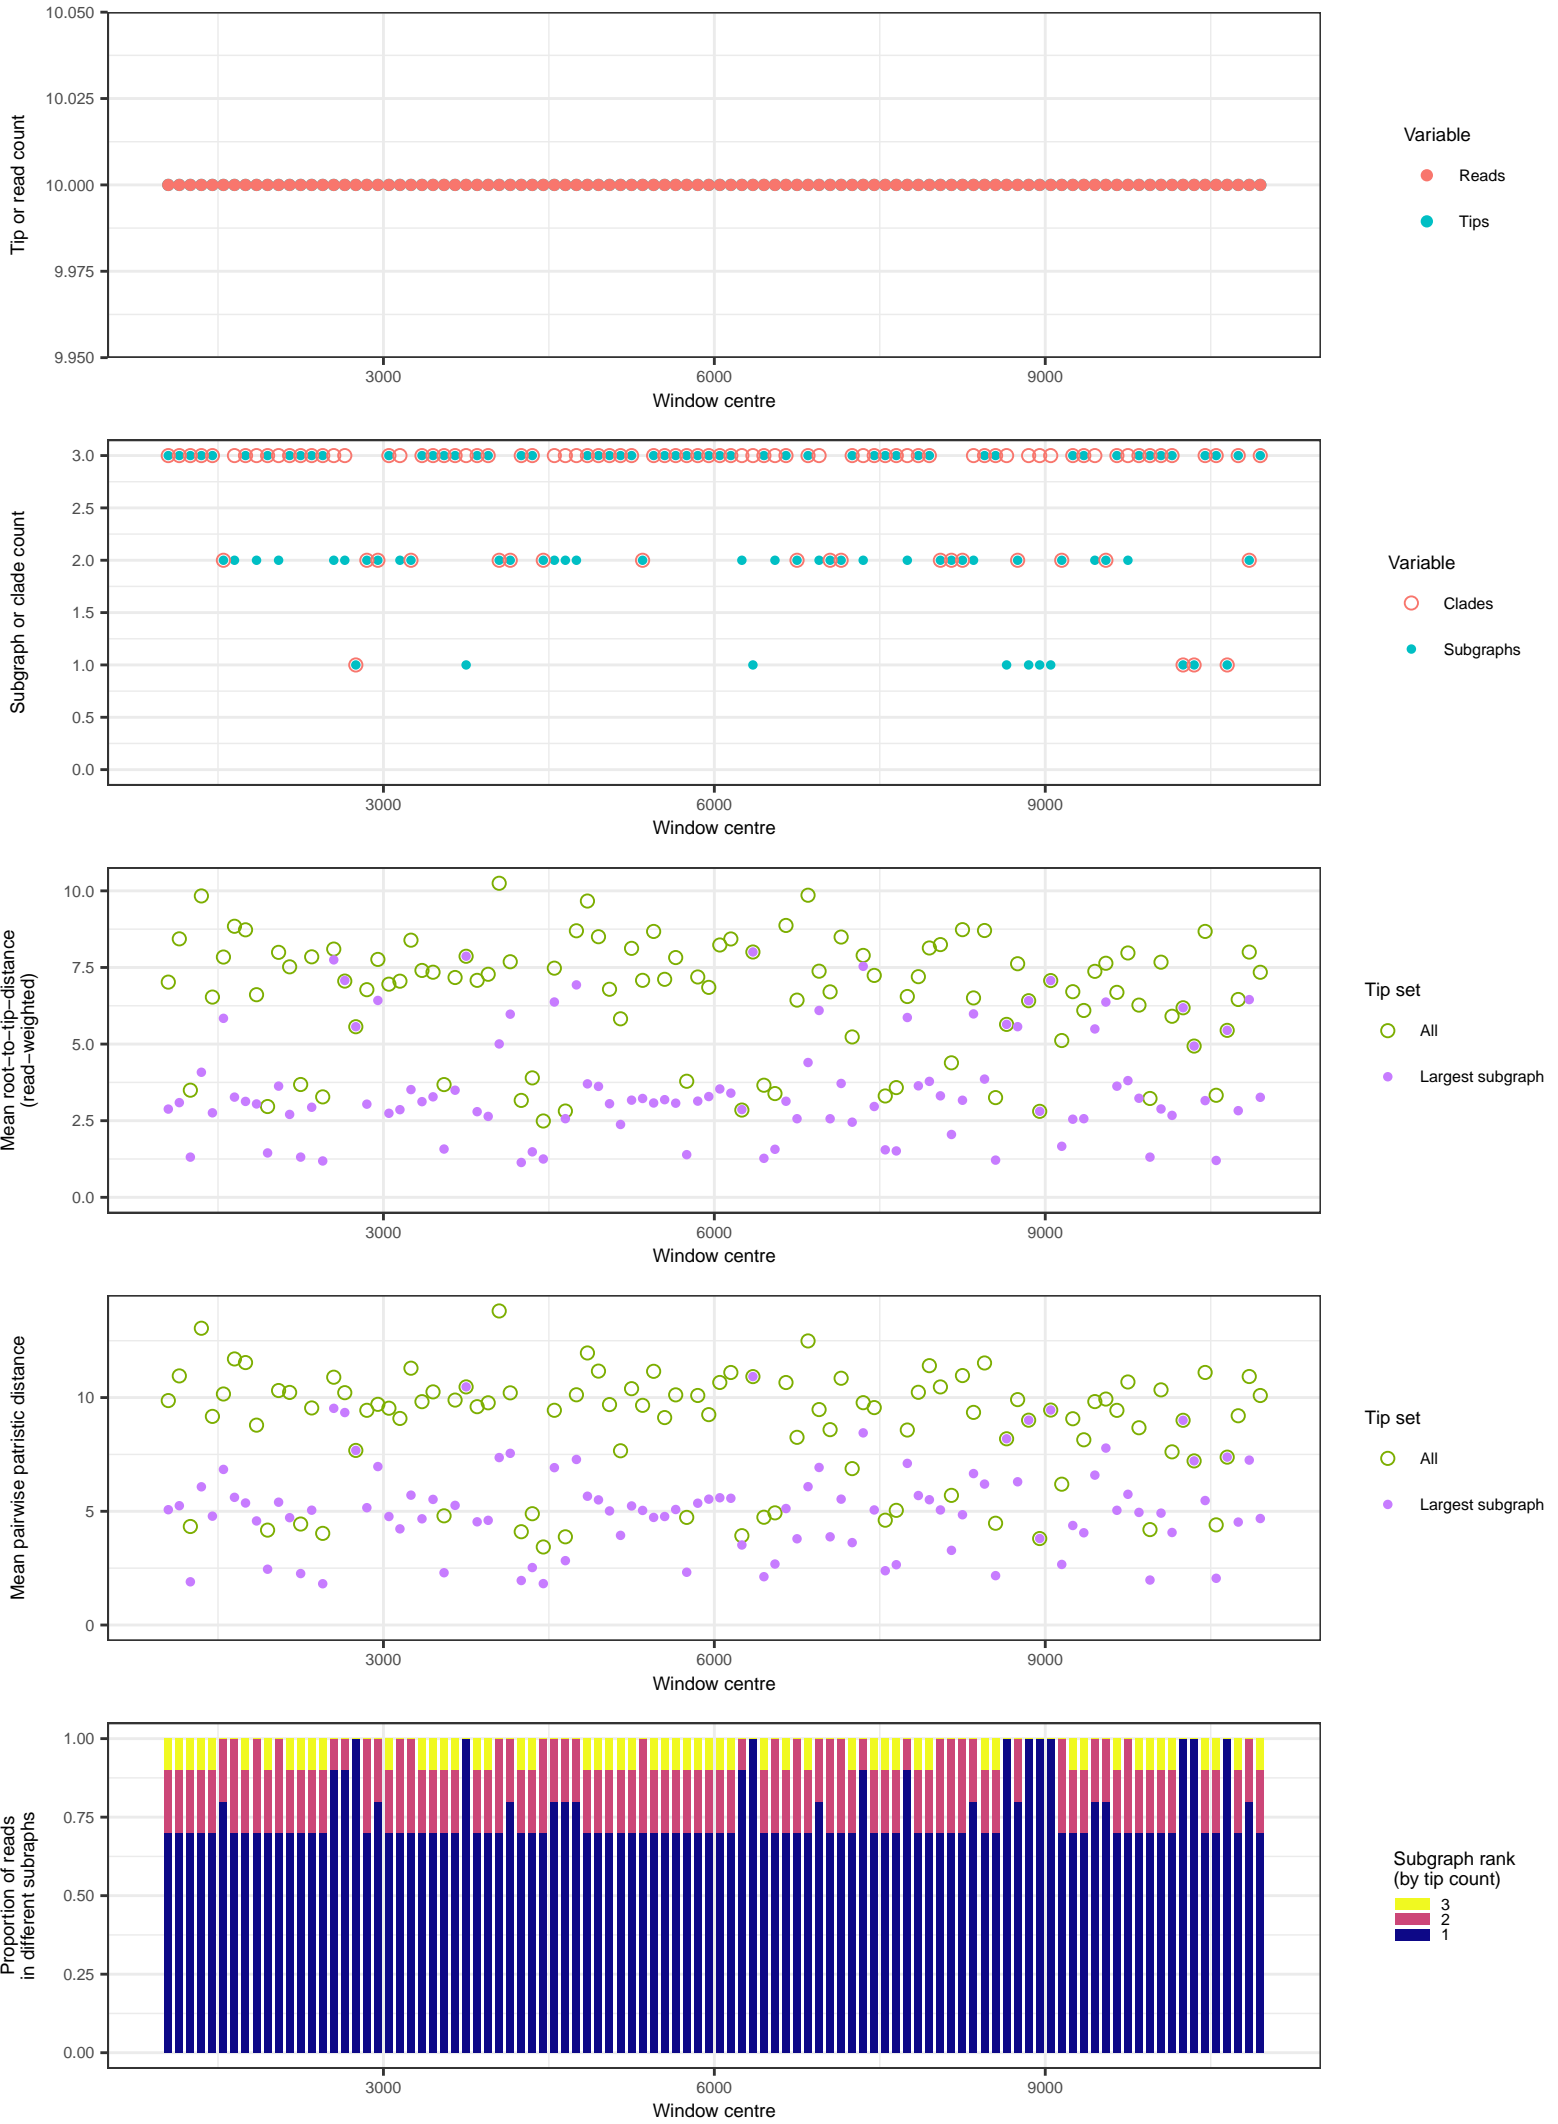 10.050
10.025
10.000
9.975
9.950
Tip or read count
3000
6000
9000
Window centre
Variable
Reads
Tips
3.0
2.5
2.0
1.5
1.0
0.5
0.0
Subgraph or clade count
3000
6000
9000
Window centre
Variable
Clades
Subgraphs
10.0
7.5
5.0
2.5
0.0
Mean root−to−tip−distance
(read−weighted)
3000
6000
9000
Window centre
Tip set
All
Largest subgraph
10
5
0
Mean pairwise patristic distance
3000
6000
9000
Window centre
Tip set
All
Largest subgraph
1.00
0.75
0.50
0.25
0.00
Proportion of reads
in different subraphs
3000
6000
9000
Window centre
Subgraph rank
(by tip count)
3
2
1